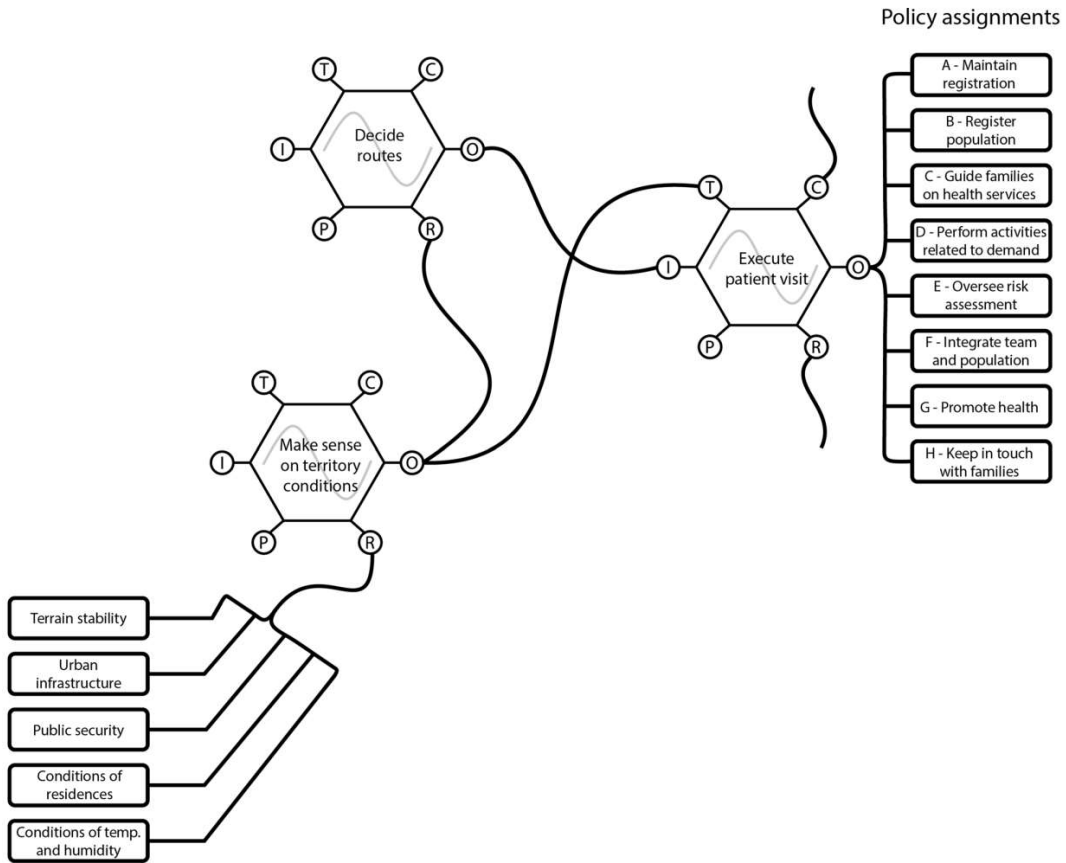 Policy assignments
A - Maintain
registration
B - Register
population
C - Guide families
on health services
D - Perform activities
related to demand
E - Oversee risk
assessment
F - Integrate team
and population
G - Promote health
H - Keep in touch
with families
T
C
I
Decide
routes
O
P
R
T
C
I
Execute
patient visit
O
P
R
T
C
I
Make sense
on territory
conditions
O
P
R
Terrain stability
Urban
infrastructure
Public security
Conditions of
residences
Conditions of temp.
and humidity